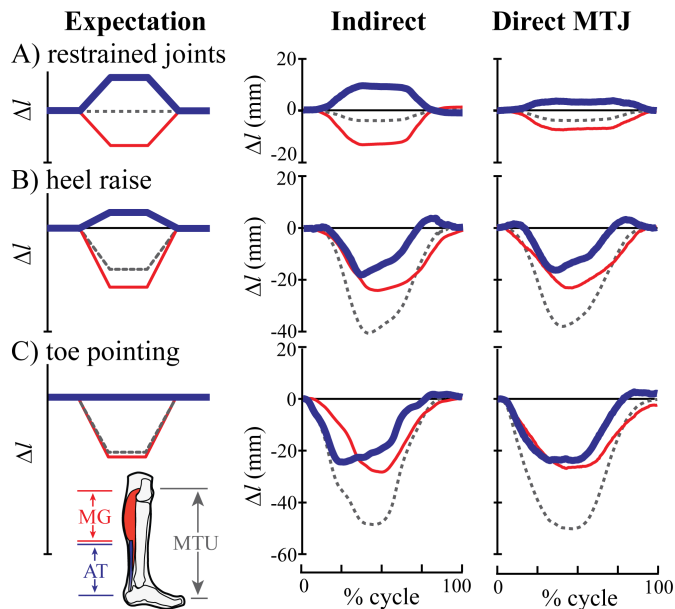 Expectation Indirect Direct MTJ
A) restrained joints
Δl
Δl (mm)
20
0
-20
B) heel raise
Δl
Δl (mm)
20
0
-20
-40
C) toe pointing
Δl
Δl (mm)
20
0
-20
-40
-60
MG
AT
MTU
0 % cycle 100
0 % cycle 100